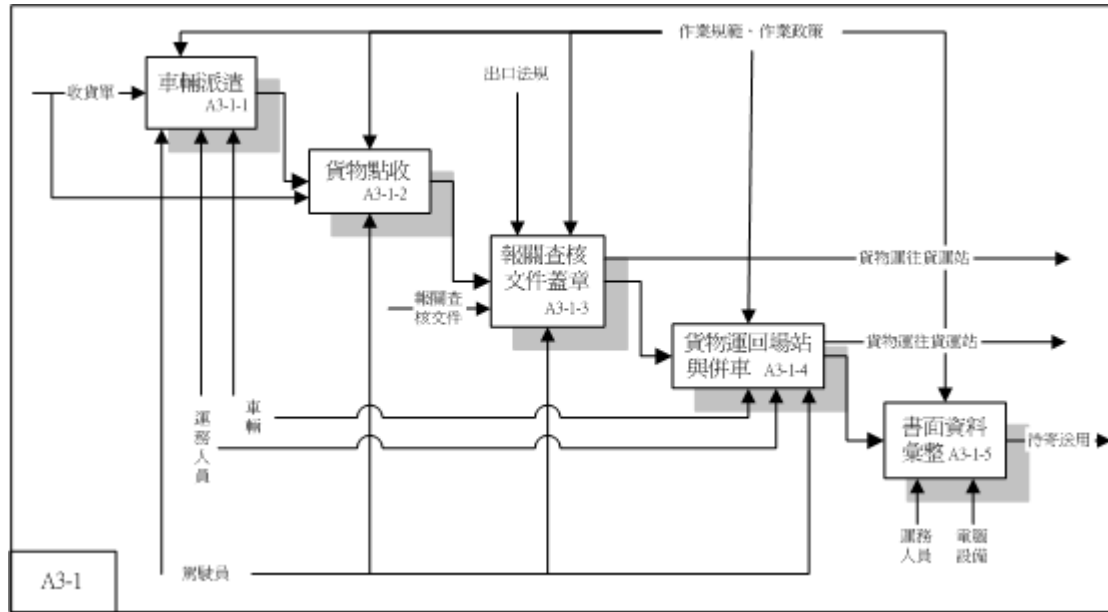 作業規範、作業政策
車輛派遣
A3-1-1
收貨單
出口法規
貨物點收
A3-1-2
報關查核
文件蓋章
A3-1-3
貨物運往貨運站
報關查
核文件
貨物運回場站
與併車 A3-1-4
貨物運往貨運站
車
輛
運
務
人
員
書面資料
彙整 A3-1-5
待寄送用
運務
人員
電腦
設備
駕駛員
A3-1